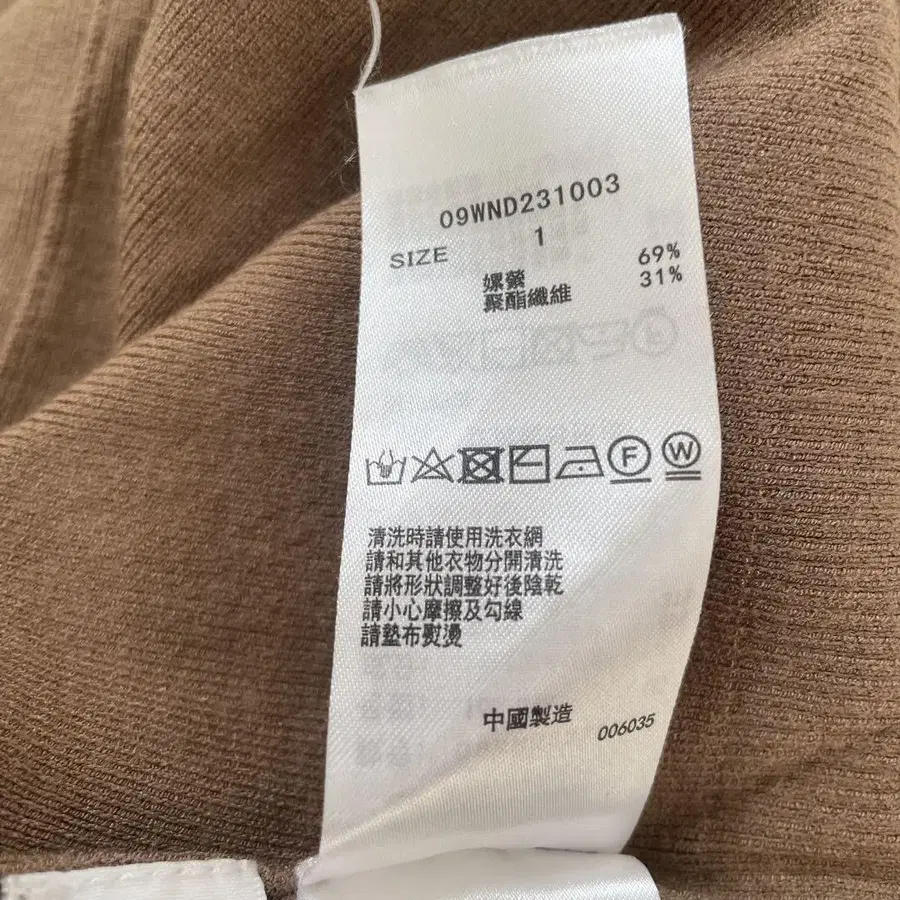 09WND231003
SIZE 1
嫘縈 69%
聚酯纖維 31%
F W
清洗時請使用洗衣網
請和其他衣物分開清洗
請將形狀調整好後陰乾
請小心摩擦及勾線
請墊布熨燙
中國製造
006035